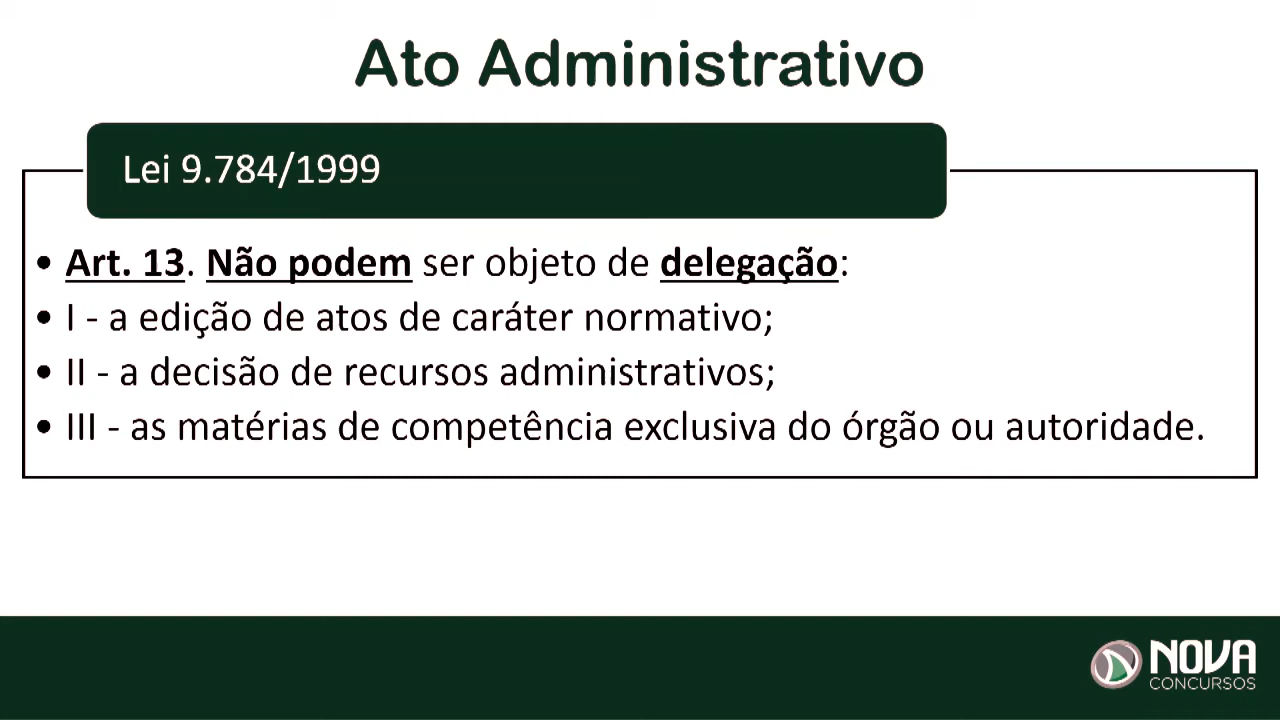 Ato Administrativo
Lei 9.784/1999
• Art. 13. Não podem ser objeto de delegação:
• I - a edição de atos de caráter normativo;
• II - a decisão de recursos administrativos;
• III - as matérias de competência exclusiva do órgão ou autoridade.
NOVA
CONCURSOS